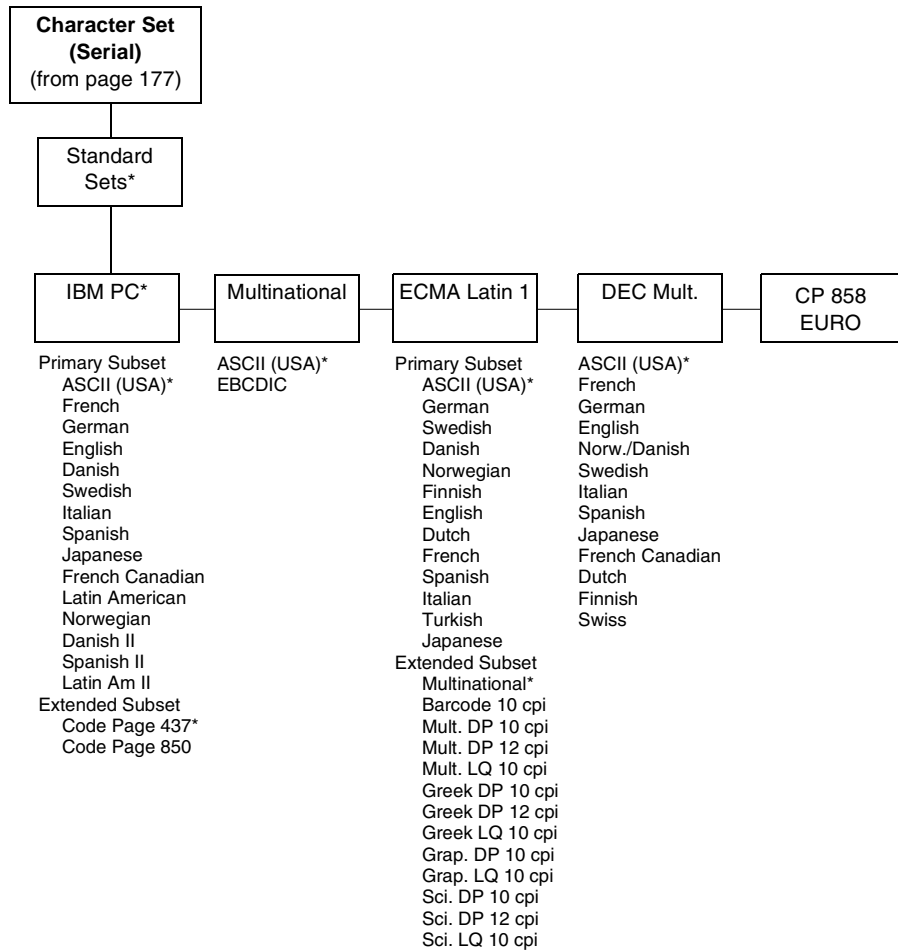 Character Set
(Serial)
(from page 177)
Standard
Sets*
IBM PC*
Primary Subset
ASCII (USA)*
French
German
English
Danish
Swedish
Italian
Spanish
Japanese
French Canadian
Latin American
Norwegian
Danish II
Spanish II
Latin Am II
Extended Subset
Code Page 437*
Code Page 850
Multinational
ASCII (USA)*
EBCDIC
ECMA Latin 1
Primary Subset
ASCII (USA)*
German
Swedish
Danish
Norwegian
Finnish
English
Dutch
French
Spanish
Italian
Turkish
Japanese
Extended Subset
Multinational*
Barcode 10 cpi
Mult. DP 10 cpi
Mult. DP 12 cpi
Mult. LQ 10 cpi
Greek DP 10 cpi
Greek DP 12 cpi
Greek LQ 10 cpi
Grap. DP 10 cpi
Grap. LQ 10 cpi
Sci. DP 10 cpi
Sci. DP 12 cpi
Sci. LQ 10 cpi
DEC Mult.
ASCII (USA)*
French
German
English
Norw./Danish
Swedish
Italian
Spanish
Japanese
French Canadian
Dutch
Finnish
Swiss
CP 858
EURO